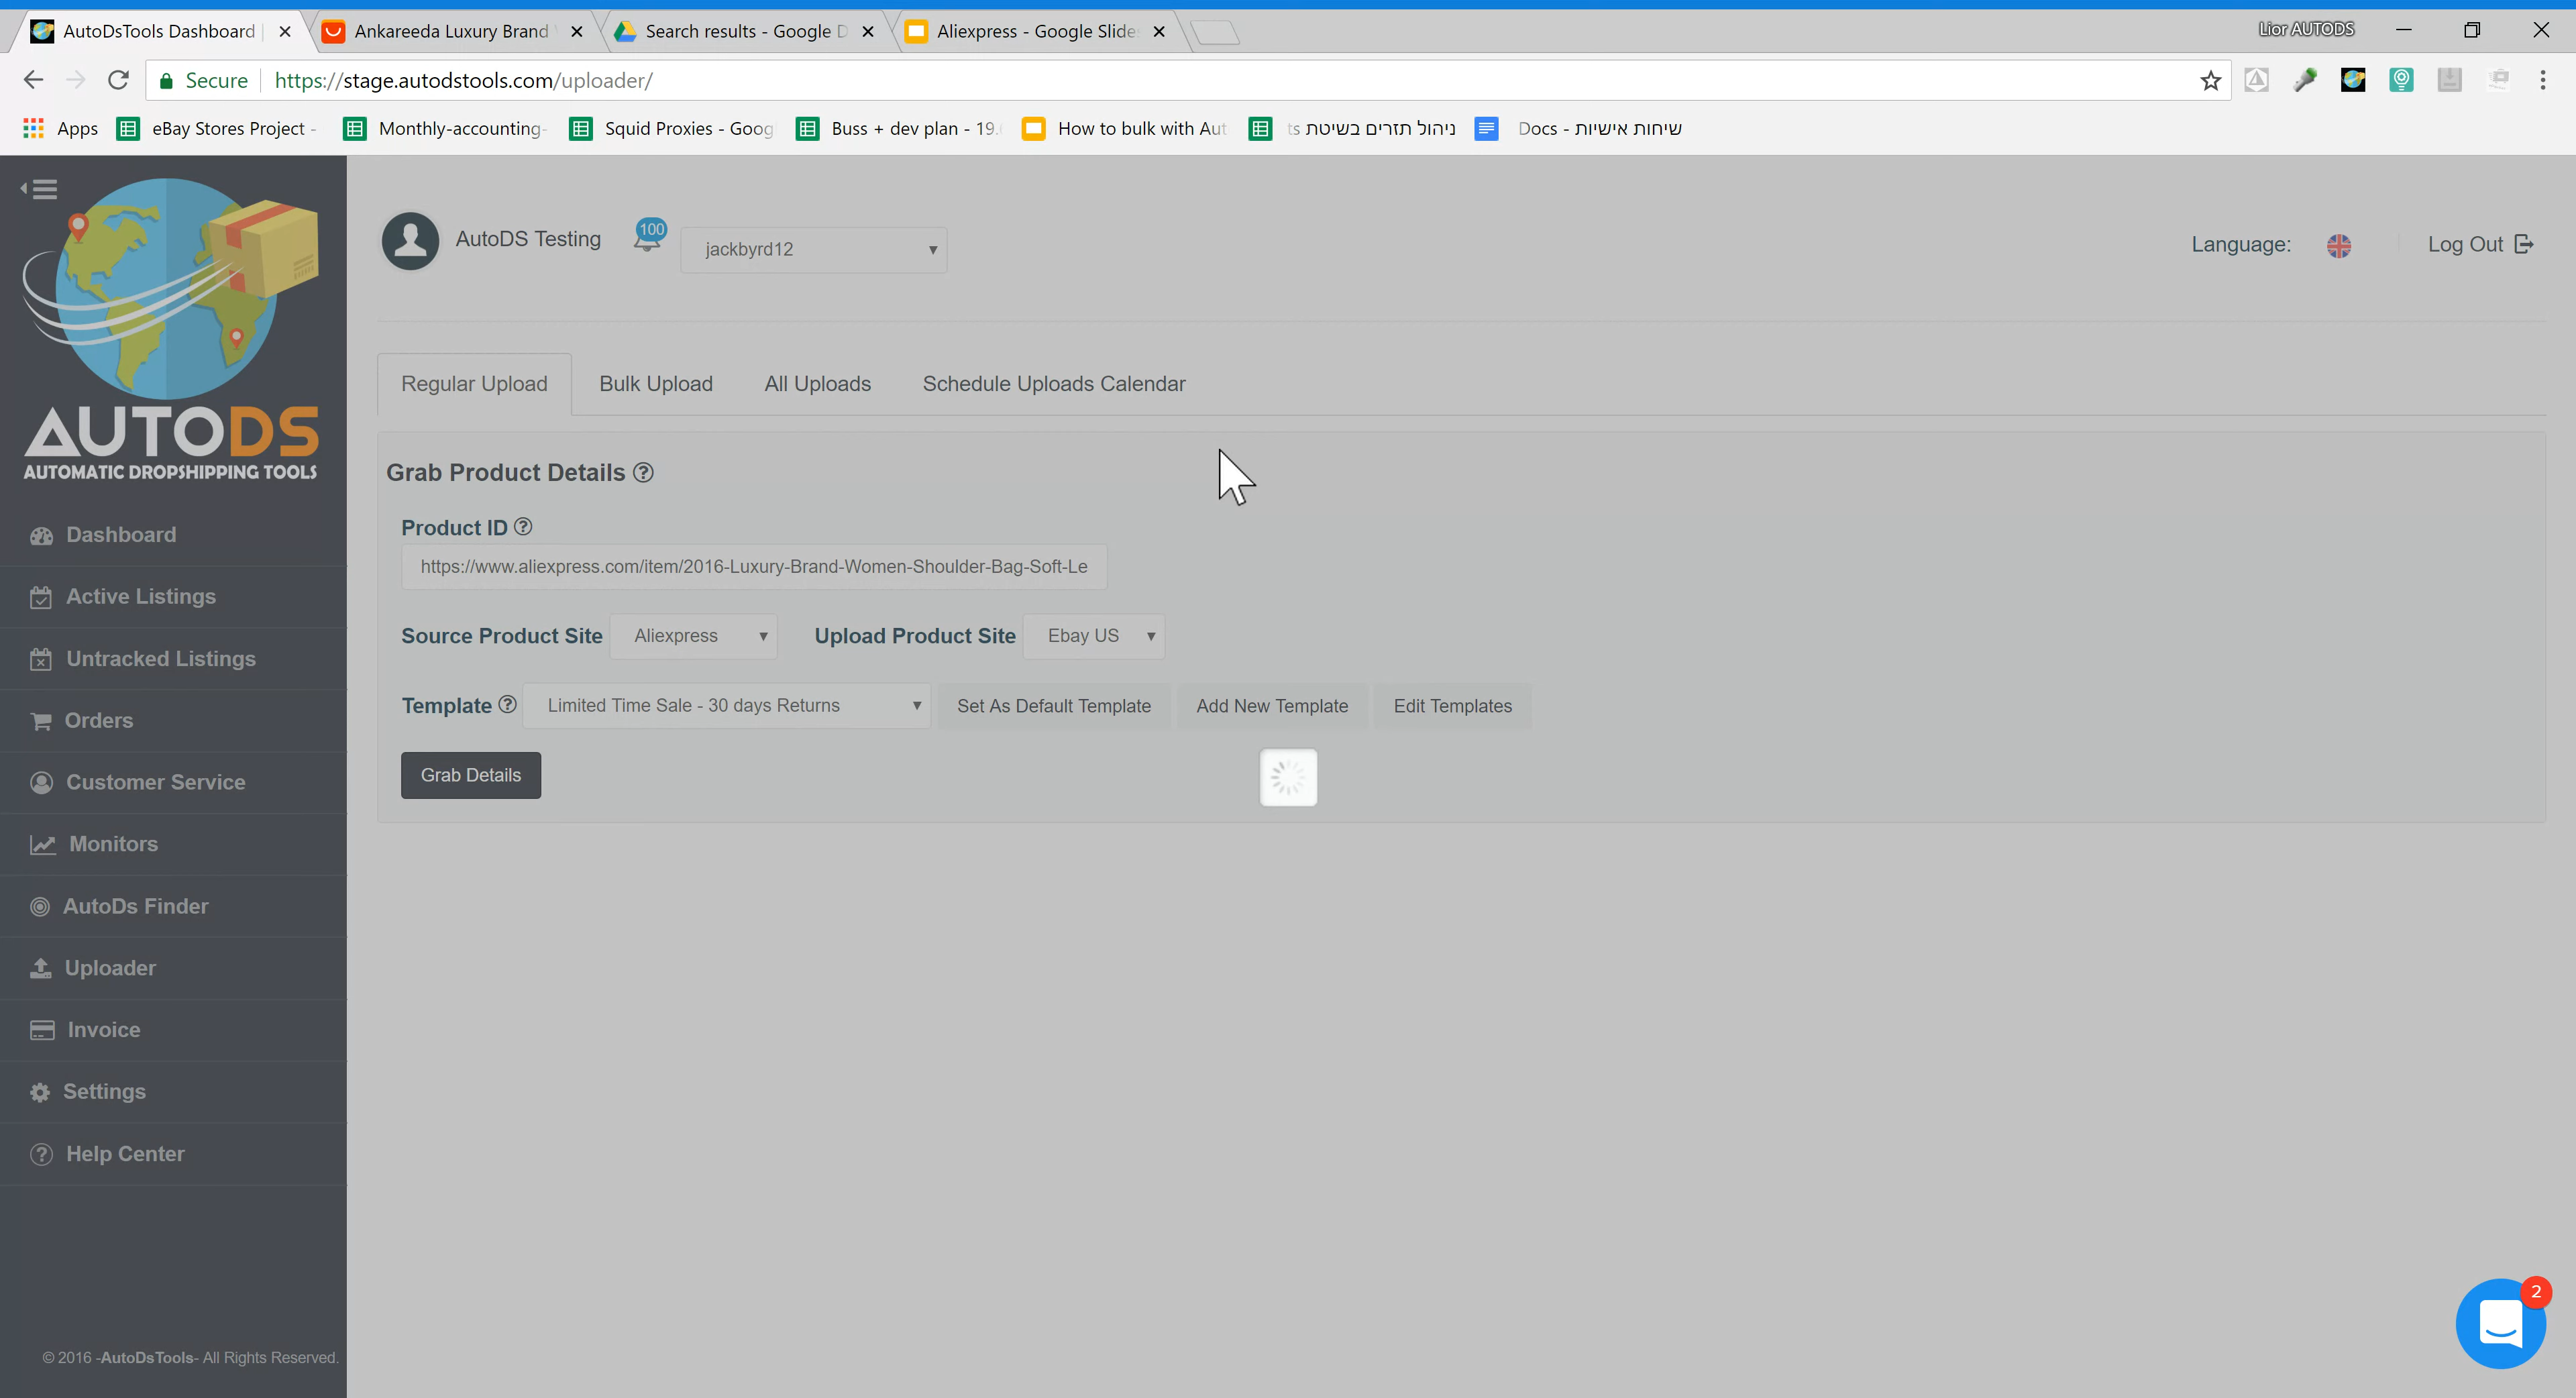 AutoDsTools Dashboard
Ankareeda Luxury Brand
Search results - Google D
Aliexpress - Google Slide
Lior AUTODS
Secure
https://stage.autodstools.com/uploader/
Apps
eBay Stores Project -
Monthly-accounting-
Squid Proxies - Goog
Buss + dev plan - 19.
How to bulk with Aut
ניהול תזרים בשיטת ts
שיחות אישיות - Docs
AutoDS Testing
100
jackbyrd12
Language:
Log Out
AUTODS
AUTOMATIC DROPSHIPPING TOOLS
Dashboard
Active Listings
Untracked Listings
Orders
Customer Service
Monitors
AutoDs Finder
Uploader
Invoice
Settings
Help Center
© 2016 -AutoDsTools- All Rights Reserved.
Regular Upload
Bulk Upload
All Uploads
Schedule Uploads Calendar
Grab Product Details
Product ID
https://www.aliexpress.com/item/2016-Luxury-Brand-Women-Shoulder-Bag-Soft-Le
Source Product Site
Aliexpress
Upload Product Site
Ebay US
Template
Limited Time Sale - 30 days Returns
Set As Default Template
Add New Template
Edit Templates
Grab Details
2